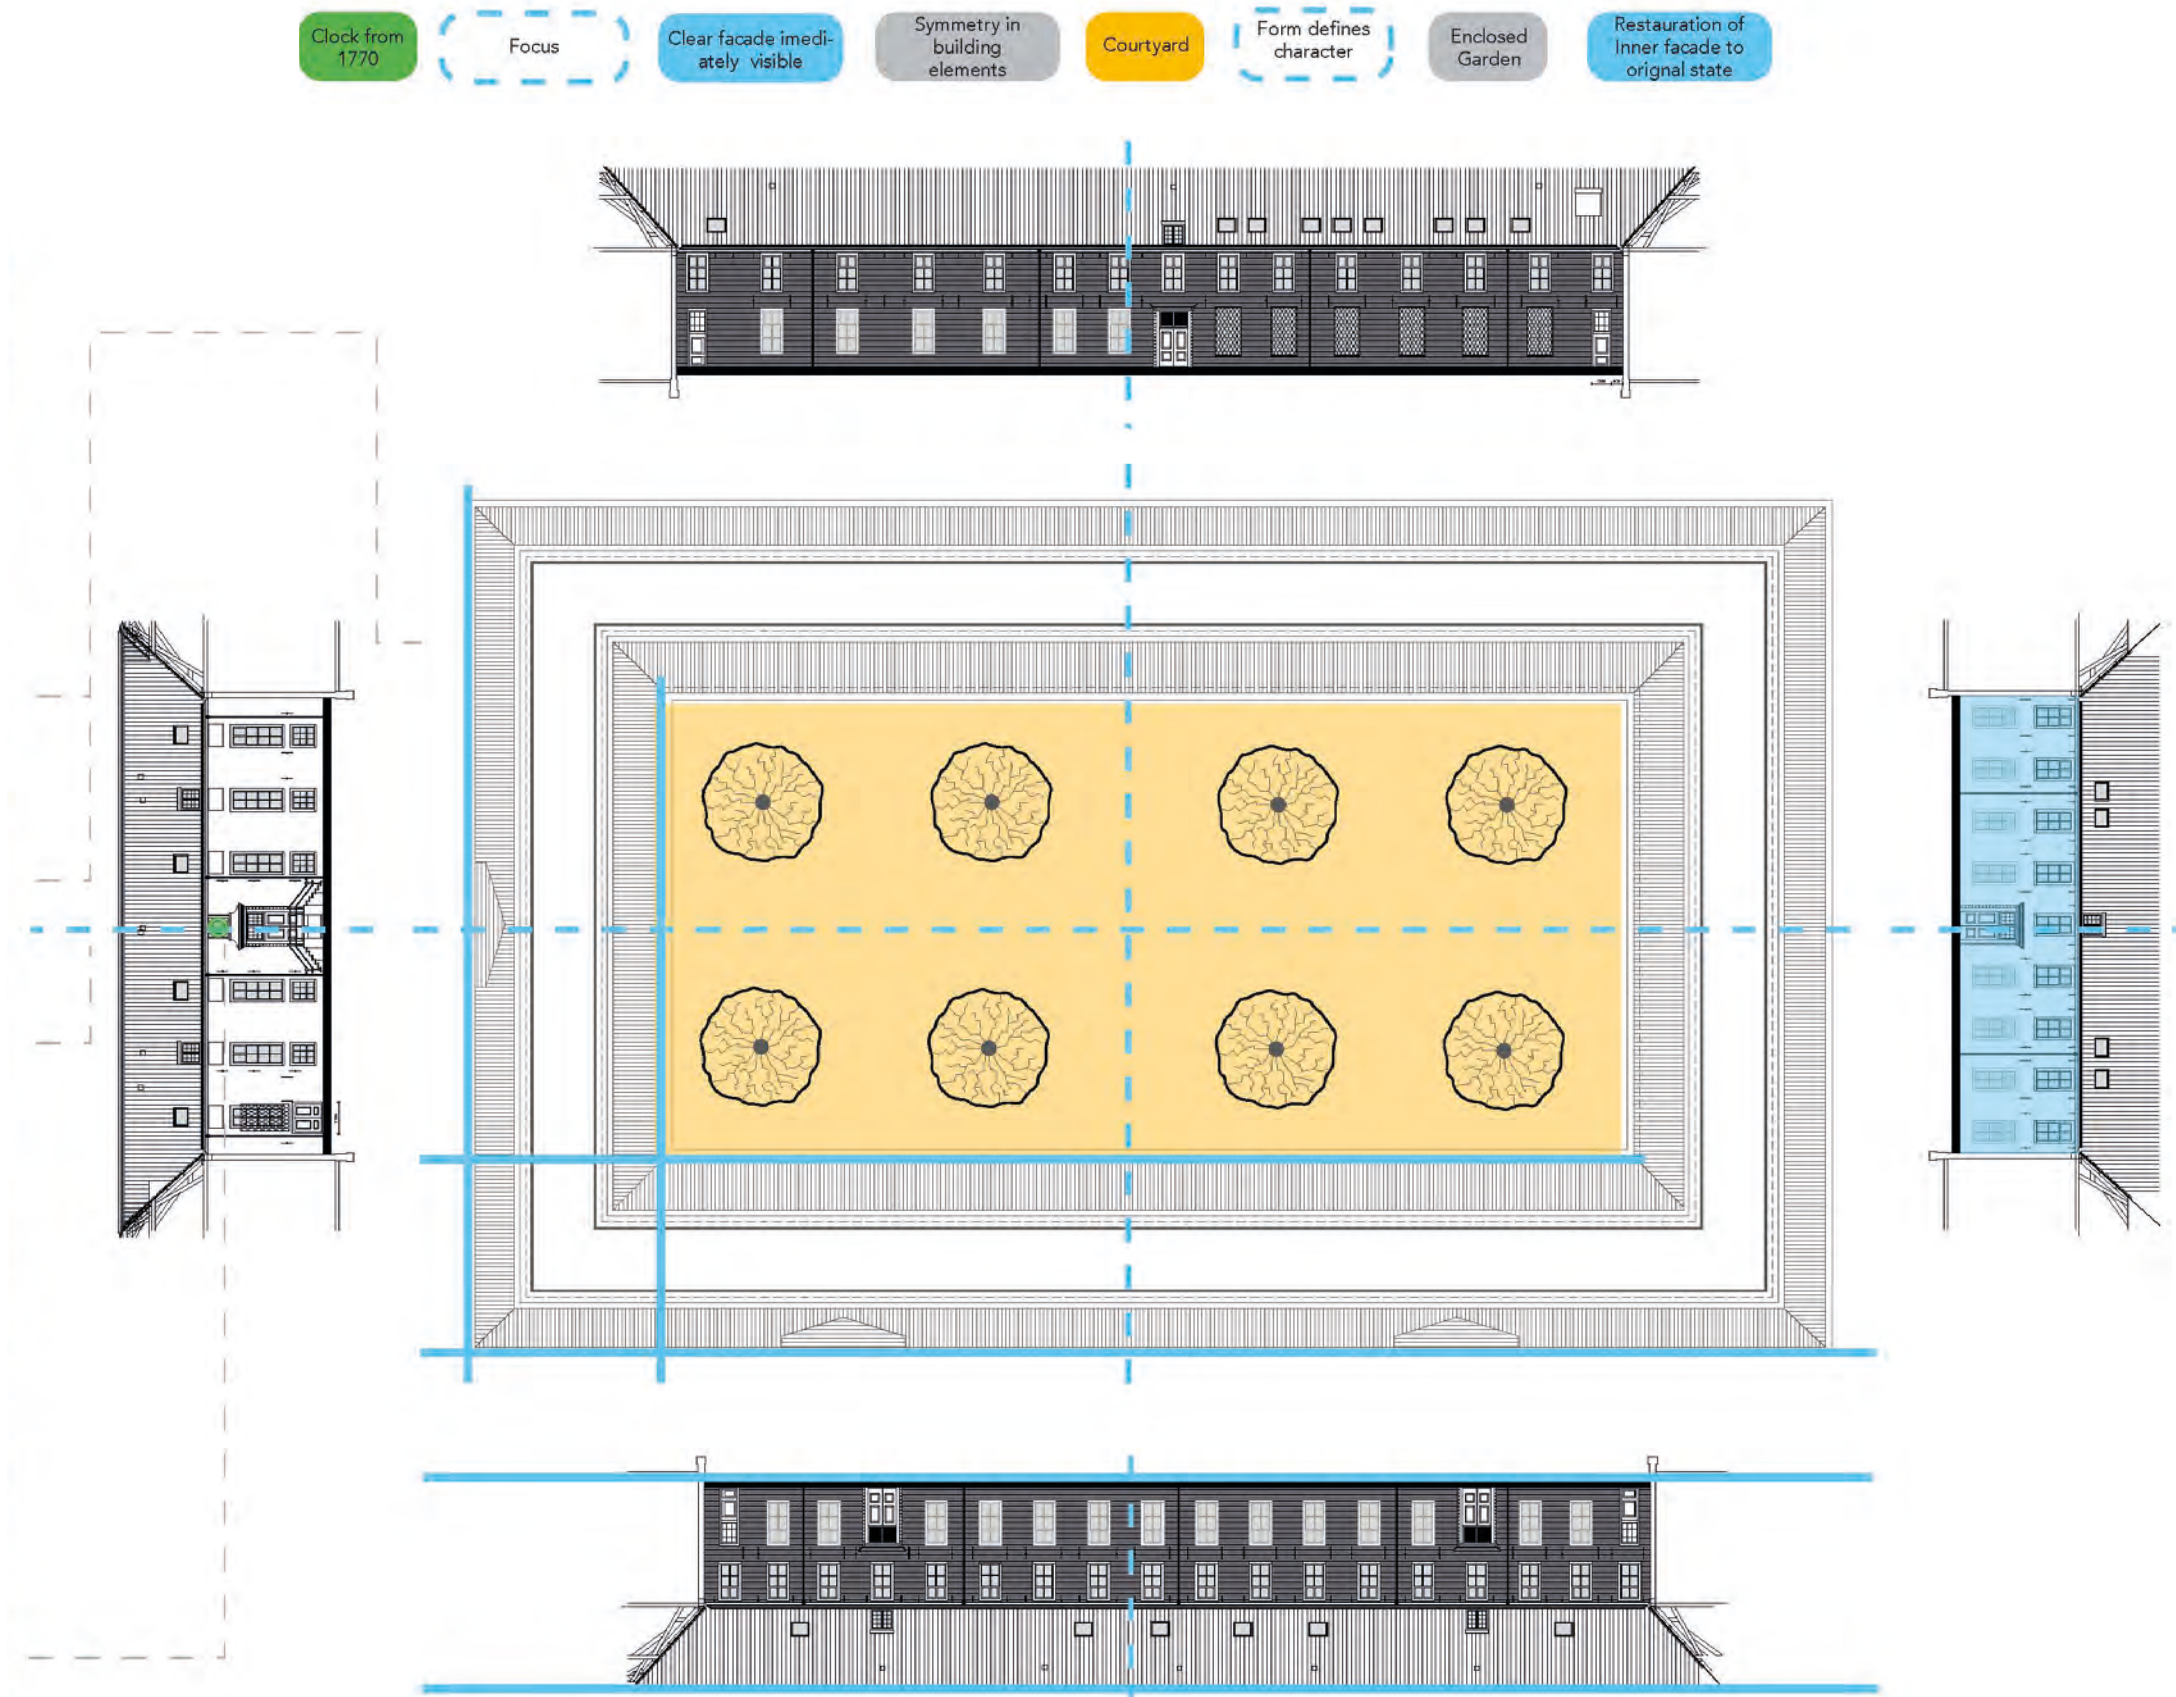 Clock from
1770
Focus
Clear facade imedi-
ately visible
Symmetry in
building
elements
Courtyard
Form defines
character
Enclosed
Garden
Restauration of
Inner facade to
orignal state